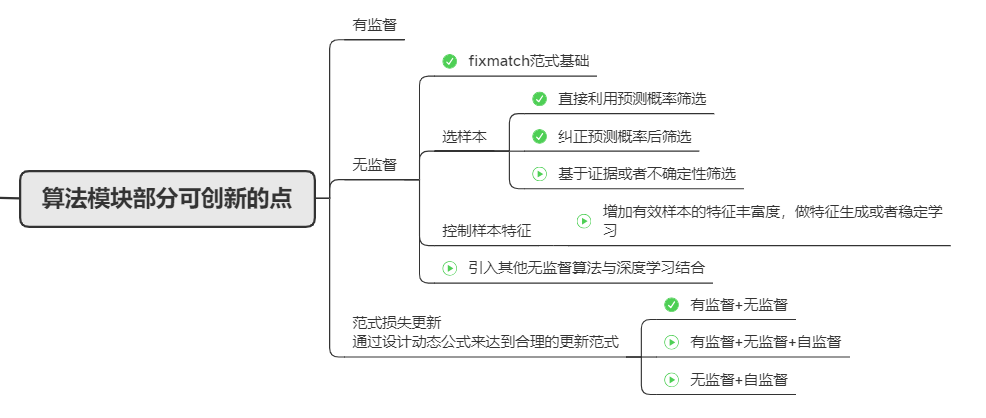 有监督
fixmatch范式基础
直接利用预测概率筛选
选样本
纠正预测概率后筛选
无监督
基于证据或者不确定性筛选
算法模块部分可创新的点
增加有效样本的特征丰富度，做特征生成或者稳定学
习
控制样本特征
引入其他无监督算法与深度学习结合
有监督+无监督
范式损失更新
通过设计动态公式来达到合理的更新范式
有监督+无监督+自监督
无监督+自监督